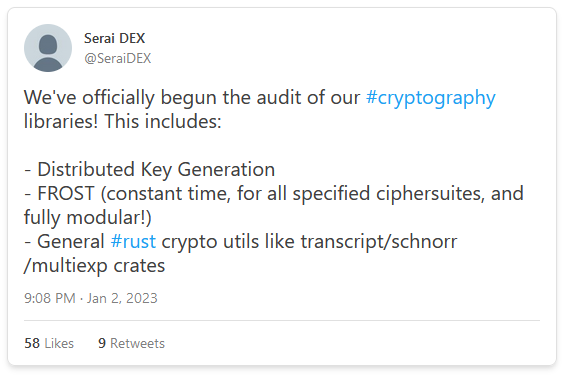 Serai DEX
@SeraiDEX
We've officially begun the audit of our #cryptography
libraries! This includes:
- Distributed Key Generation
- FROST (constant time, for all specified ciphersuites, and
fully modular!)
- General #rust crypto utils like transcript/schnorr
/multiexp crates
9:08 PM · Jan 2, 2023
58 Likes 9 Retweets